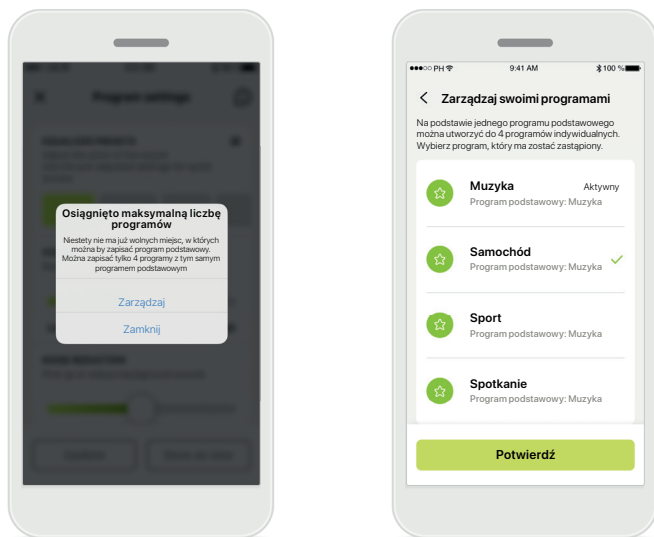 Program settings
Osiągnięto maksymalną liczbę
programów
Niestety nie ma już wolnych miejsc, w których
można by zapisać program podstawowy.
Można zapisać tylko 4 programy z tym samym
programem podstawowym
Zarządzaj
Zamknij
PH
9:41 AM
100 %
Zarządzaj swoimi programami
Na podstawie jednego programu podstawowego
można utworzyć do 4 programów indywidualnych.
Wybierz program, który ma zostać zastąpiony.
Muzyka Aktywny
Program podstawowy: Muzyka
Samochód
Program podstawowy: Muzyka
Sport
Program podstawowy: Muzyka
Spotkanie
Program podstawowy: Muzyka
Potwierdź